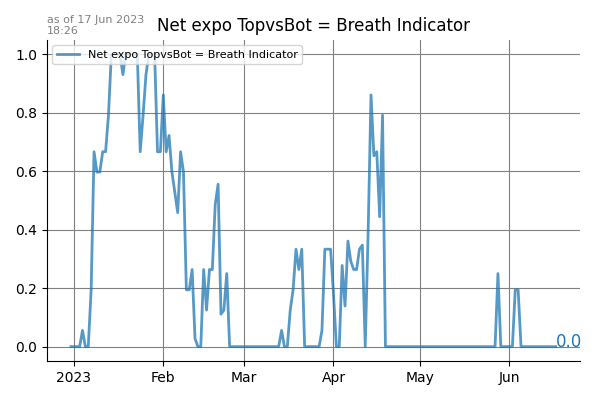 as of 17 Jun 2023
18:26
Net expo TopvsBot = Breath Indicator
Net expo TopvsBot = Breath Indicator
1.0
0.8
0.6
0.4
0.2
0.0
0.0
2023 Feb Mar Apr May Jun